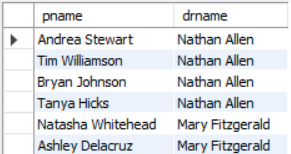 pname drname
Andrea Stewart Nathan Allen
Tim Williamson Nathan Allen
Bryan Johnson Nathan Allen
Tanya Hicks Nathan Allen
Natasha Whitehead Mary Fitzgerald
Ashley Delacruz Mary Fitzgerald